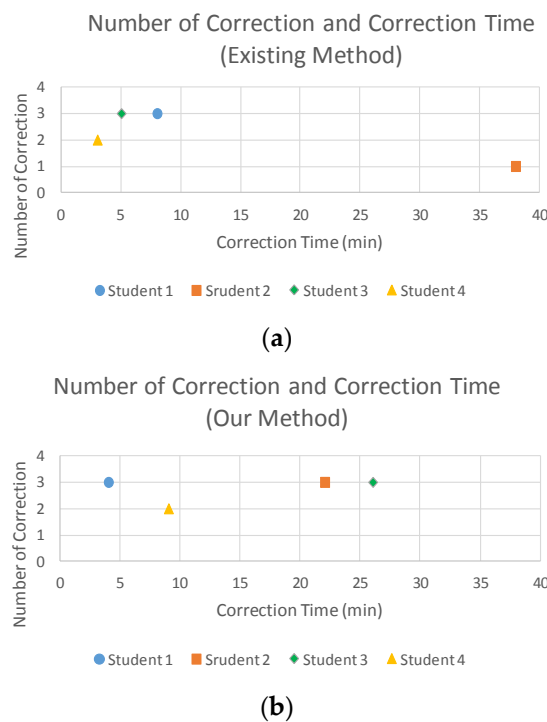 Number of Correction and Correction Time
(Existing Method)
Number of Correction
4
3
2
1
0
0 5 10 15 20 25 30 35 40
Correction Time (min)
Student 1 Srudent 2 Student 3 Student 4
(a)
Number of Correction and Correction Time
(Our Method)
Number of Correction
4
3
2
1
0
0 5 10 15 20 25 30 35 40
Correction Time (min)
Student 1 Srudent 2 Student 3 Student 4
(b)